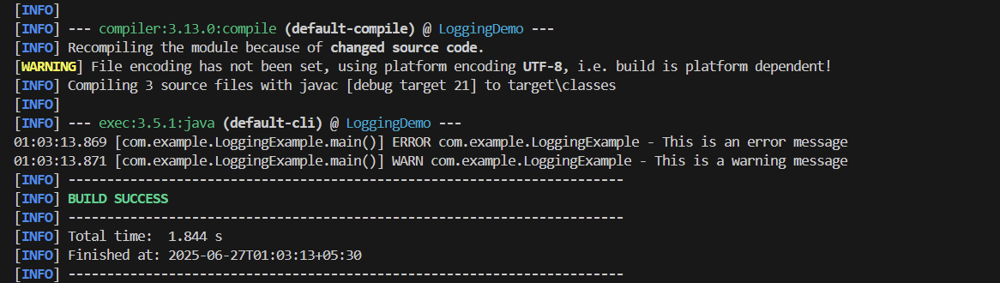 [INFO]
[INFO] --- compiler:3.13.0:compile (default-compile) @ LoggingDemo ---
[INFO] Recompiling the module because of changed source code.
[WARNING] File encoding has not been set, using platform encoding UTF-8, i.e. build is platform dependent!
[INFO] Compiling 3 source files with javac [debug target 21] to target\classes
[INFO]
[INFO] --- exec:3.5.1:java (default-cli) @ LoggingDemo ---
01:03:13.869 [com.example.LoggingExample.main()] ERROR com.example.LoggingExample - This is an error message
01:03:13.871 [com.example.LoggingExample.main()] WARN com.example.LoggingExample - This is a warning message
[INFO] ------------------------------------------------------------------------
[INFO] BUILD SUCCESS
[INFO] ------------------------------------------------------------------------
[INFO] Total time:  1.844 s
[INFO] Finished at: 2025-06-27T01:03:13+05:30
[INFO] ------------------------------------------------------------------------